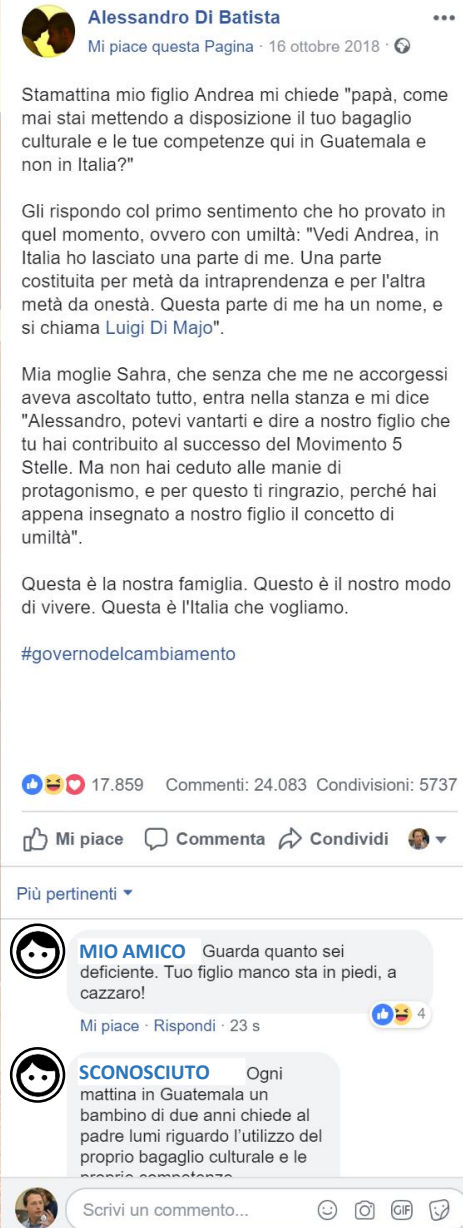 Alessandro Di Batista
Mi piace questa Pagina · 16 ottobre 2018 ·
Stamattina mio figlio Andrea mi chiede "papà, come
mai stai mettendo a disposizione il tuo bagaglio
culturale e le tue competenze qui in Guatemala e
non in Italia?"
Gli rispondo col primo sentimento che ho provato in
quel momento, ovvero con umiltà: "Vedi Andrea, in
Italia ho lasciato una parte di me. Una parte
costituita per metà da intraprendenza e per l'altra
metà da onestà. Questa parte di me ha un nome, e
si chiama Luigi Di Majo".
Mia moglie Sahra, che senza che me ne accorgessi
aveva ascoltato tutto, entra nella stanza e mi dice
"Alessandro, potevi vantarti e dire a nostro figlio che
tu hai contribuito al successo del Movimento 5
Stelle. Ma non hai ceduto alle manie di
protagonismo, e per questo ti ringrazio, perché hai
appena insegnato a nostro figlio il concetto di
umiltà".
Questa è la nostra famiglia. Questo è il nostro modo
di vivere. Questa è l'Italia che vogliamo.
#governodelcambiamento
17.859 Commenti: 24.083 Condivisioni: 5737
Mi piace Commenta Condividi
Più pertinenti
MIO AMICO Guarda quanto sei
deficiente. Tuo figlio manco sta in piedi, a
cazzaro!
4
Mi piace · Rispondi · 23 s
SCONOSCIUTO Ogni
mattina in Guatemala un
bambino di due anni chiede al
padre lumi riguardo l'utilizzo del
proprio bagaglio culturale e le
proprie competenze
Scrivi un commento...
GIF